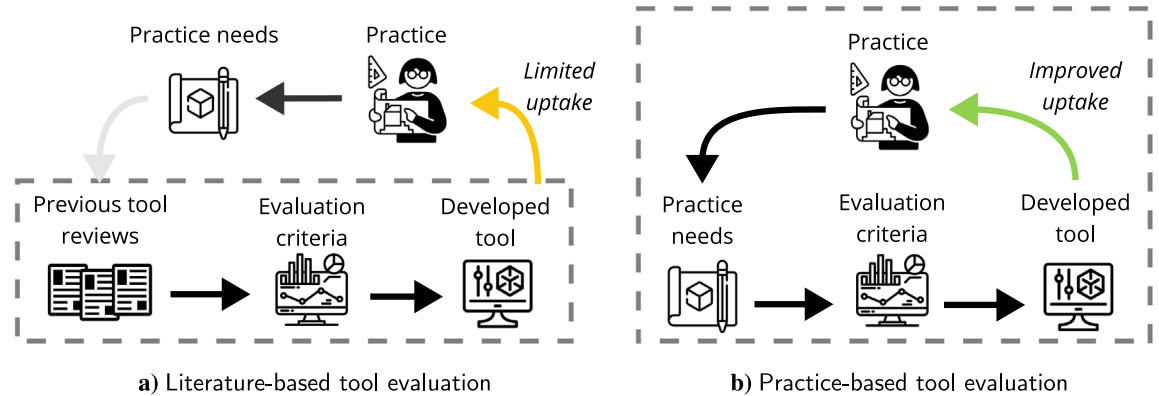 Practice needs
Practice
Limited
uptake
Previous tool
reviews
Evaluation
criteria
Developed
tool
a) Literature-based tool evaluation
Practice
Improved
uptake
Practice
needs
Evaluation
criteria
Developed
tool
b) Practice-based tool evaluation